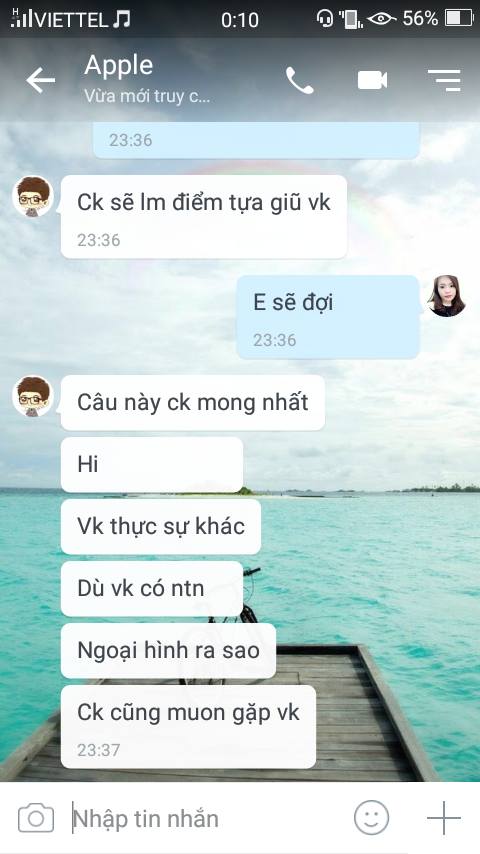 H
VIETTEL 0:10 56%
Apple
Vừa mới truy c...
23:36
Ck sẽ lm điểm tựa giũ vk
23:36
E sẽ đợi
23:36
Câu này ck mong nhất
Hi
Vk thực sự khác
Dù vk có ntn
Ngoại hình ra sao
Ck cũng muon gặp vk
23:37
Nhập tin nhắn